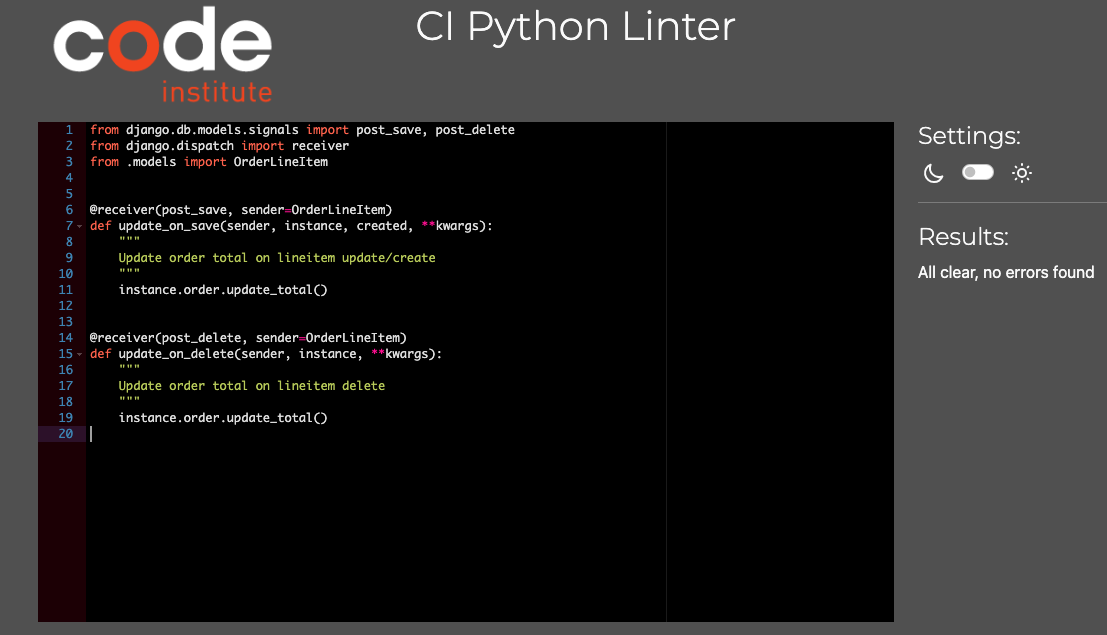 code
institute
CI Python Linter
1 from django.db.models.signals import post_save, post_delete
2 from django.dispatch import receiver
3 from .models import OrderLineItem
4
5
6 @receiver(post_save, sender=OrderLineItem)
7 def update_on_save(sender, instance, created, **kwargs):
8     """
9     Update order total on lineitem update/create
10     """
11     instance.order.update_total()
12
13
14 @receiver(post_delete, sender=OrderLineItem)
15 def update_on_delete(sender, instance, **kwargs):
16     """
17     Update order total on lineitem delete
18     """
19     instance.order.update_total()
20
Settings:
Results:
All clear, no errors found